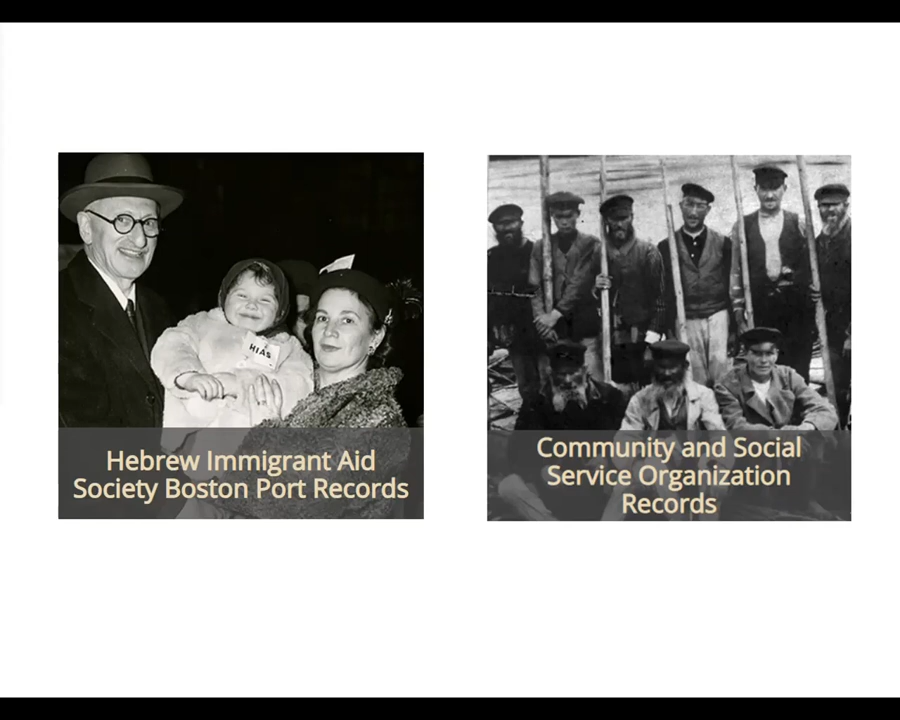 HIAS
Hebrew Immigrant Aid
Society Boston Port Records
Community and Social
Service Organization
Records